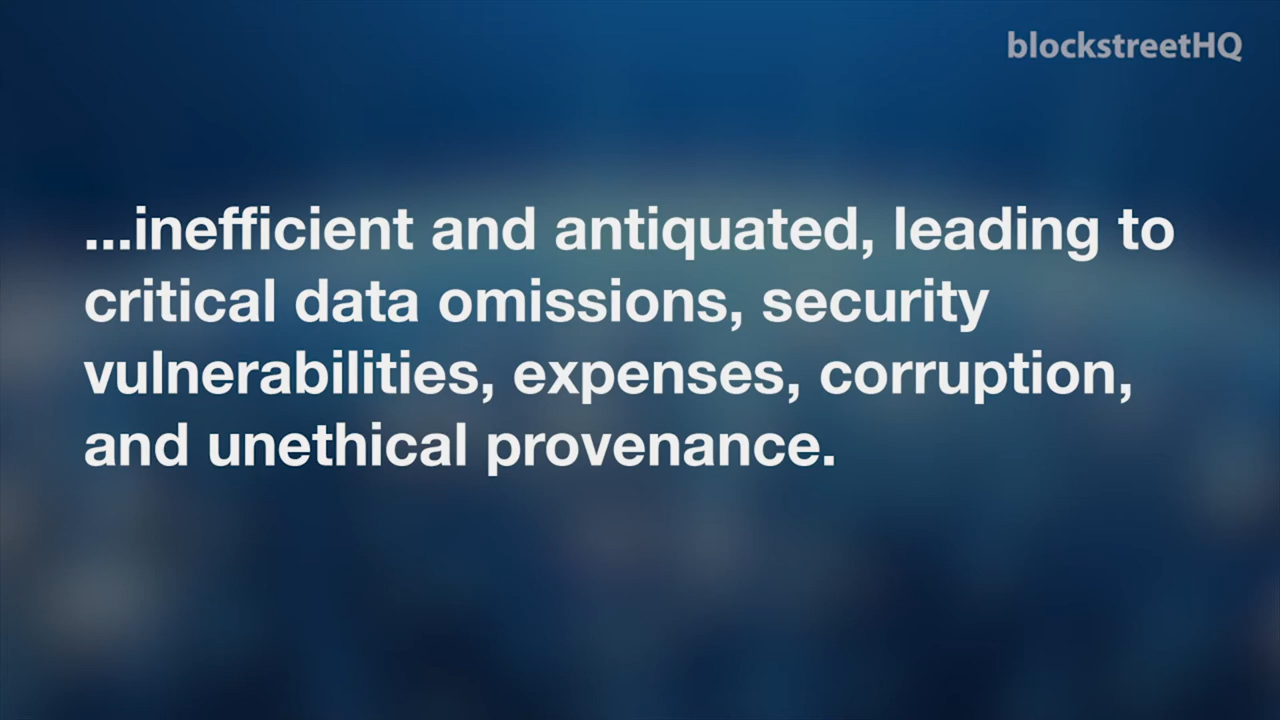 blockstreetHQ
...inefficient and antiquated, leading to
critical data omissions, security
vulnerabilities, expenses, corruption,
and unethical provenance.